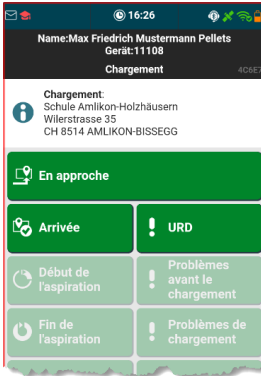 16:26
Name:Max Friedrich Mustermann Pellets
Gerät:11108
Chargement
4C6E7
Chargement:
Schule Amlikon-Holzhäusern
Wilerstrasse 35
CH 8514 AMLIKON-BISSEGG
En approche
Arrivée
URD
Début de
l'aspiration
Problèmes
avant le
chargement
Fin de
l'aspiration
Problèmes de
chargement